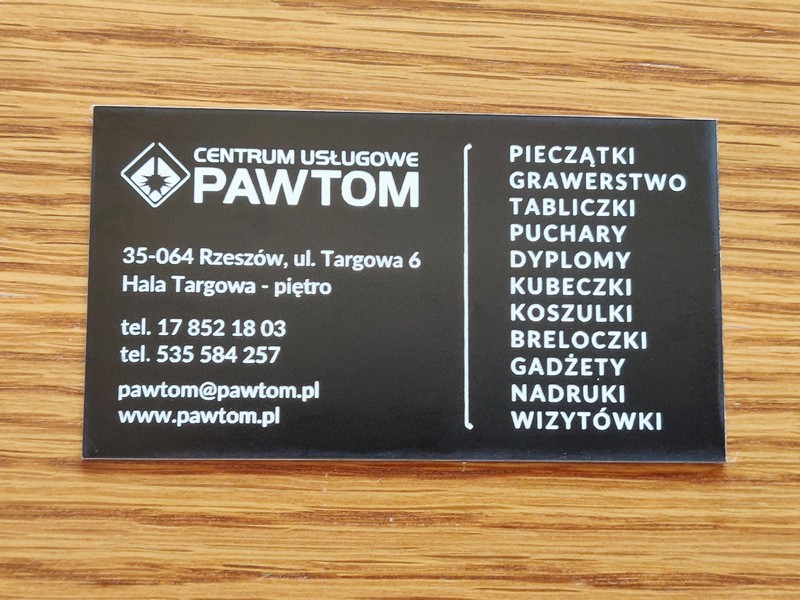 CENTRUM USŁUGOWE
PAWTOM
35-064 Rzeszów, ul. Targowa 6
Hala Targowa - piętro
tel. 17 852 18 03
tel. 535 584 257
pawtom@pawtom.pl
www.pawtom.pl
PIECZĄTKI
GRAWERSTWO
TABLICZKI
PUCHARY
DYPLOMY
KUBECZKI
KOSZULKI
BRELOCZKI
GADŻETY
NADRUKI
WIZYTÓWKI